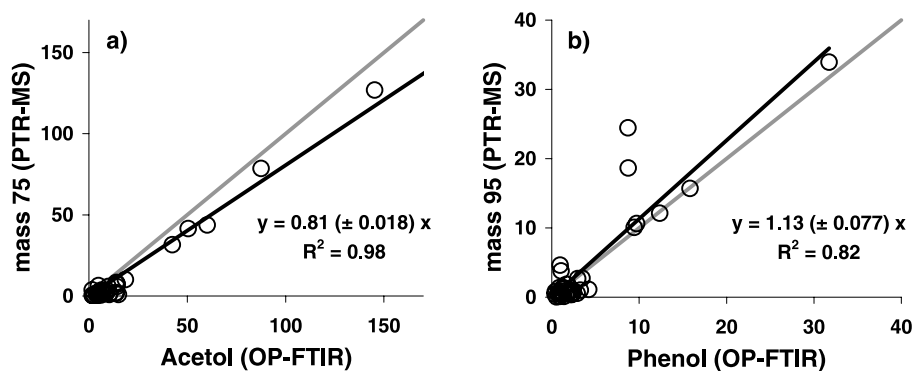 a)
mass 75 (PTR-MS)
150
100
50
0
y = 0.81 (± 0.018) x
R² = 0.98
0 50 100 150
Acetol (OP-FTIR)
b)
mass 95 (PTR-MS)
40
30
20
10
0
y = 1.13 (± 0.077) x
R² = 0.82
0 10 20 30 40
Phenol (OP-FTIR)